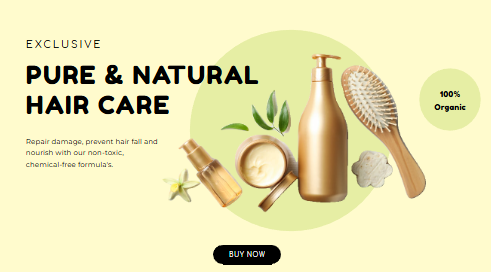 EXCLUSIVE
PURE & NATURAL
HAIR CARE
Repair damage, prevent hair fall and
nourish with our non-toxic,
chemical-free formula's.
100%
Organic
BUY NOW